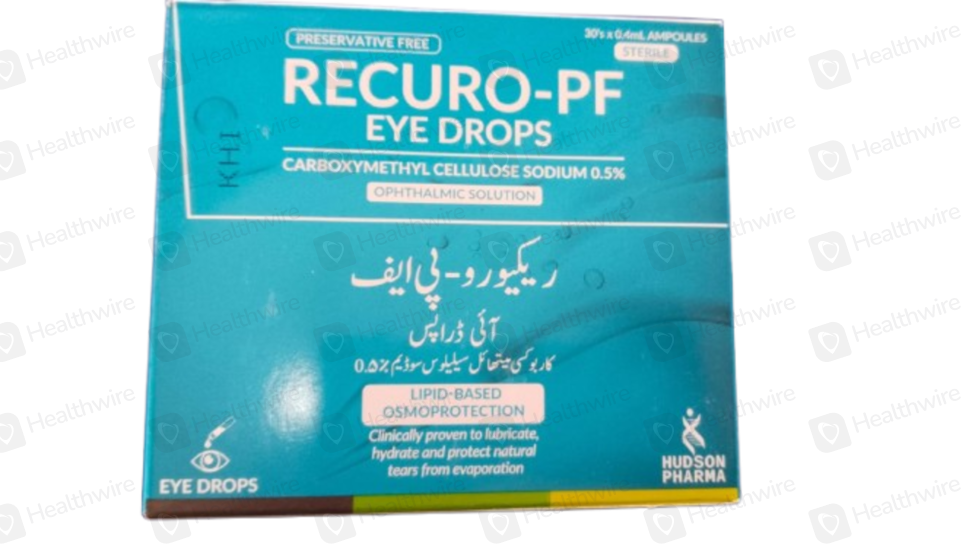 PRESERVATIVE FREE
30's x 0.4mL AMPOULES
STERILE
RECURO-PF
EYE DROPS
CARBOXYMETHYL CELLULOSE SODIUM 0.5%
OPHTHALMIC SOLUTION
KHI
ریکیورو-پی ایف
آئی ڈراپس
کاربوکسی میتھائل سیلیلوس سوڈیم ٪۰.۵
LIPID-BASED
OSMOPROTECTION
Clinically proven to lubricate,
hydrate and protect natural
tears from evaporation
EYE DROPS
HUDSON
PHARMA
Healthwire